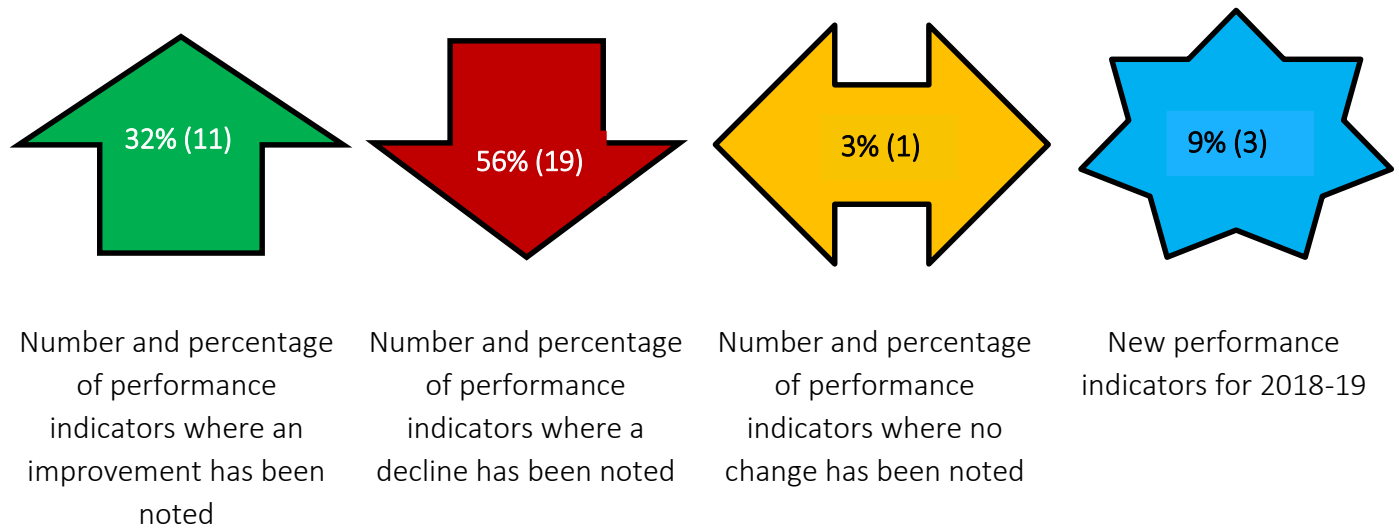 32% (11)
56% (19)
3% (1)
9% (3)
Number and percentage
of performance
indicators where an
improvement has been
noted
Number and percentage
of performance
indicators where a
decline has been noted
Number and percentage
of performance
indicators where no
change has been noted
New performance
indicators for 2018-19